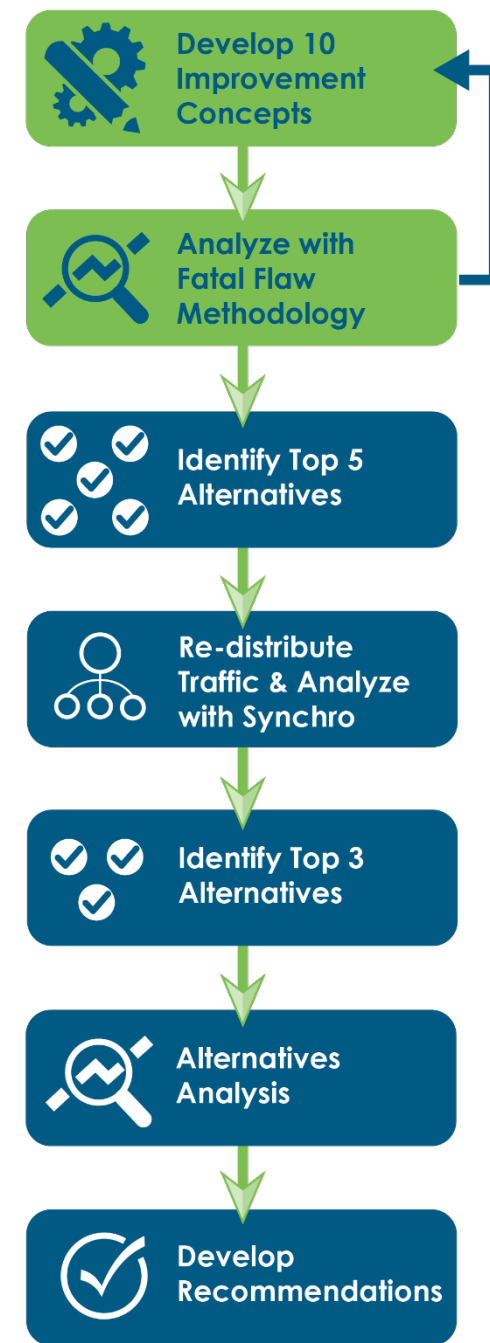 Develop 10
Improvement
Concepts
Analyze with
Fatal Flaw
Methodology
Identify Top 5
Alternatives
Re-distribute
Traffic & Analyze
with Synchro
Identify Top 3
Alternatives
Alternatives
Analysis
Develop
Recommendations